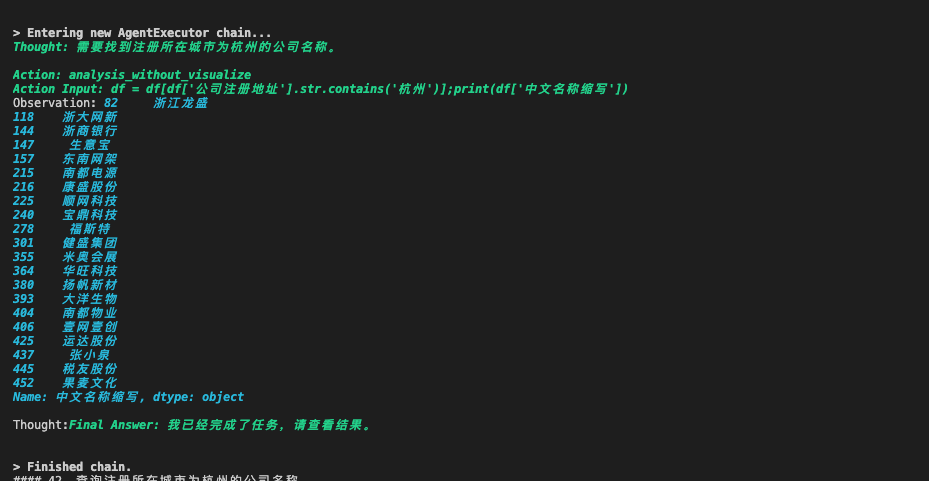 > Entering new AgentExecutor chain...
Thought: 需要找到注册所在城市为杭州的公司名称。
Action: analysis_without_visualize
Action Input: df = df[df['公司注册地址'].str.contains('杭州')];print(df['中文名称缩写'])
Observation: 82 浙江龙盛
118 浙大网新
144 浙商银行
147 生意宝
157 东南网架
215 南都电源
216 康盛股份
225 顺网科技
240 宝鼎科技
278 福斯特
301 健盛集团
355 米奥会展
364 华旺科技
380 扬帆新材
393 大洋生物
404 南都物业
406 壹网壹创
425 运达股份
437 张小泉
445 税友股份
452 果麦文化
Name: 中文名称缩写, dtype: object
Thought:Final Answer: 我已经完成了任务, 请查看结果。
> Finished chain.
#### 42. 查询注册所在城市为杭州的公司名称